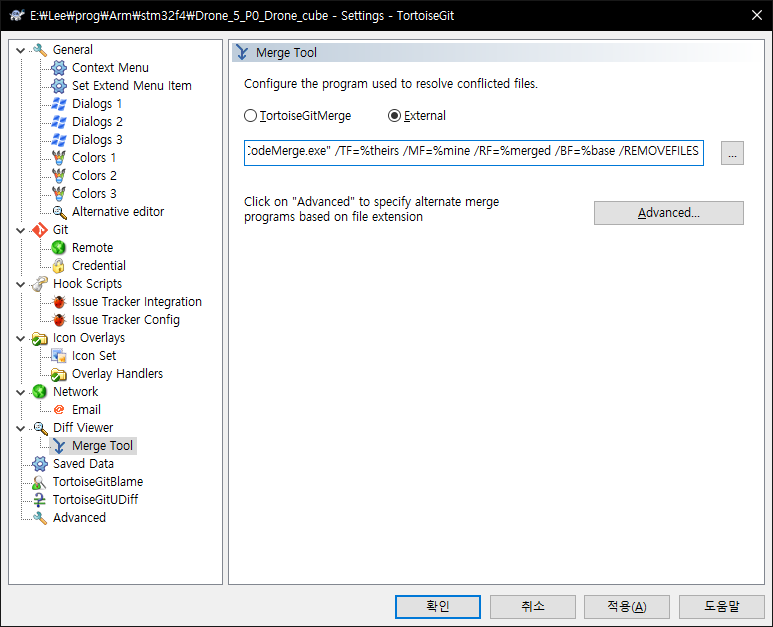 E:₩Lee₩prog₩Arm₩stm32f4₩Drone_5_P0_Drone_cube - Settings - TortoiseGit
General
Context Menu
Set Extend Menu Item
Dialogs 1
Dialogs 2
Dialogs 3
Colors 1
Colors 2
Colors 3
Alternative editor
Git
Remote
Credential
Hook Scripts
Issue Tracker Integration
Issue Tracker Config
Icon Overlays
Icon Set
Overlay Handlers
Network
Email
Diff Viewer
Merge Tool
Saved Data
TortoiseGitBlame
TortoiseGitUDiff
Advanced
Merge Tool
Configure the program used to resolve conflicted files.
TortoiseGitMerge
External
CodeMerge.exe" /TF=%theirs /MF=%mine /RF=%merged /BF=%base /REMOVEFILES
...
Click on "Advanced" to specify alternate merge
programs based on file extension
Advanced...
확인
취소
적용(A)
도움말